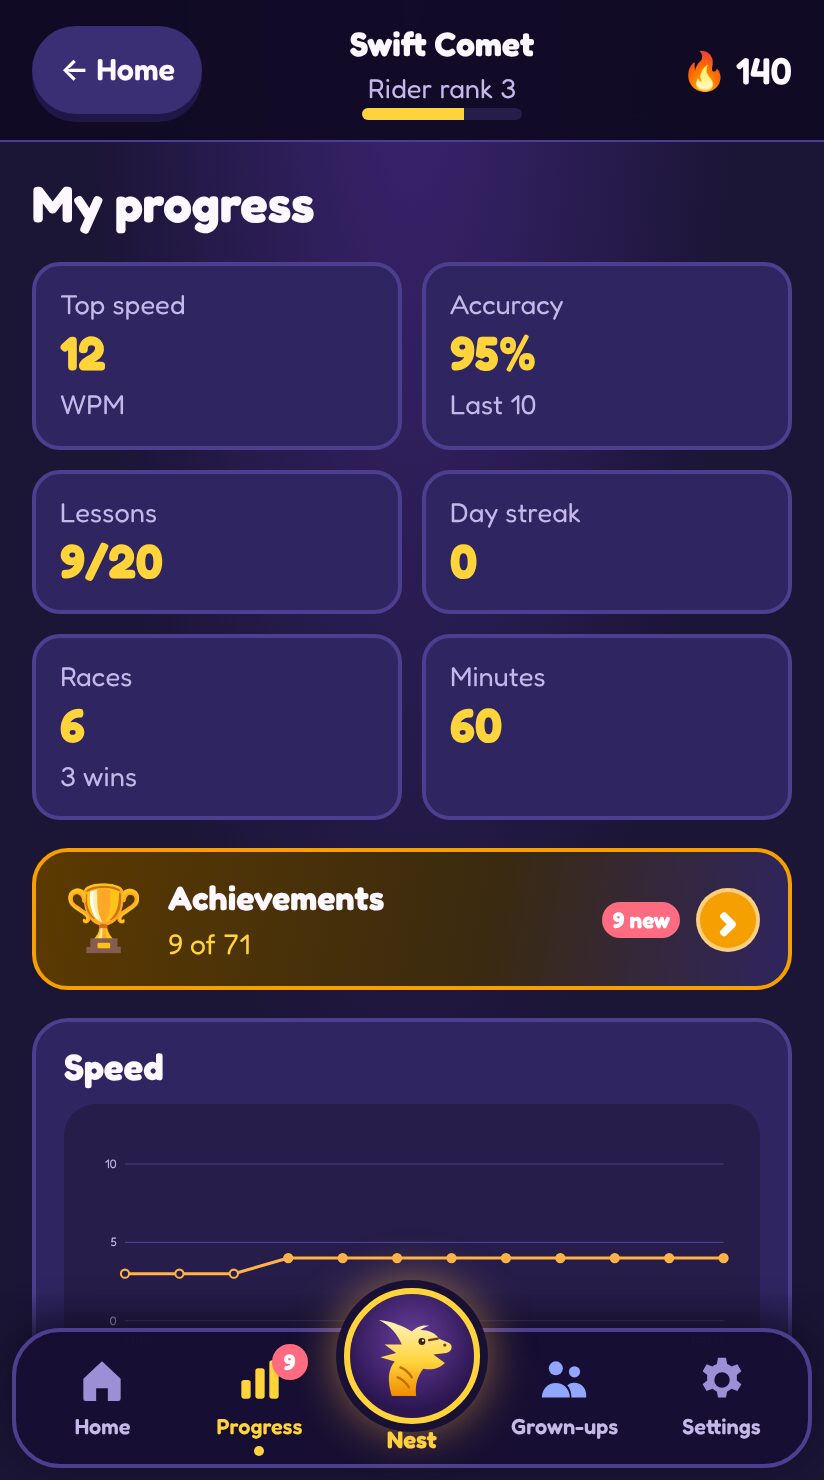 ← Home
Swift Comet
Rider rank 3
140
My progress
Top speed
12
WPM
Accuracy
95%
Last 10
Lessons
9/20
Day streak
0
Races
6
3 wins
Minutes
60
Achievements
9 of 71
9 new
Speed
10
5
0
Home
9
Progress
Nest
Grown-ups
Settings